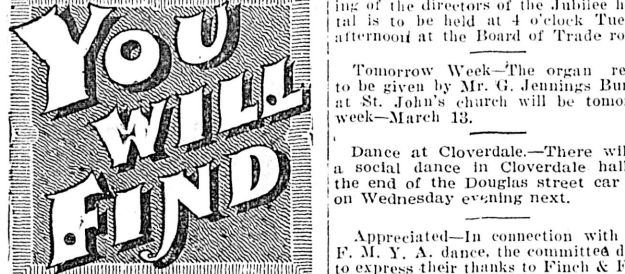 YOU
WILL
FIND
ing of the directors of the Jubilee h
tal is to be held at 4 o'clock Tue
afternoon at the Board of Trade ro
Tomorrow Week—The organ re
to be given by Mr. G. Jennings Bu
at St. John's church will be tomo
week—March 13.
Dance at Cloverdale.—There wil
a social dance in Cloverdale hall
the end of the Douglas street car
on Wednesday evening next.
Appreciated—In connection with
F. M. Y. A. dance, the committee d
to express their thanks to Finch & F